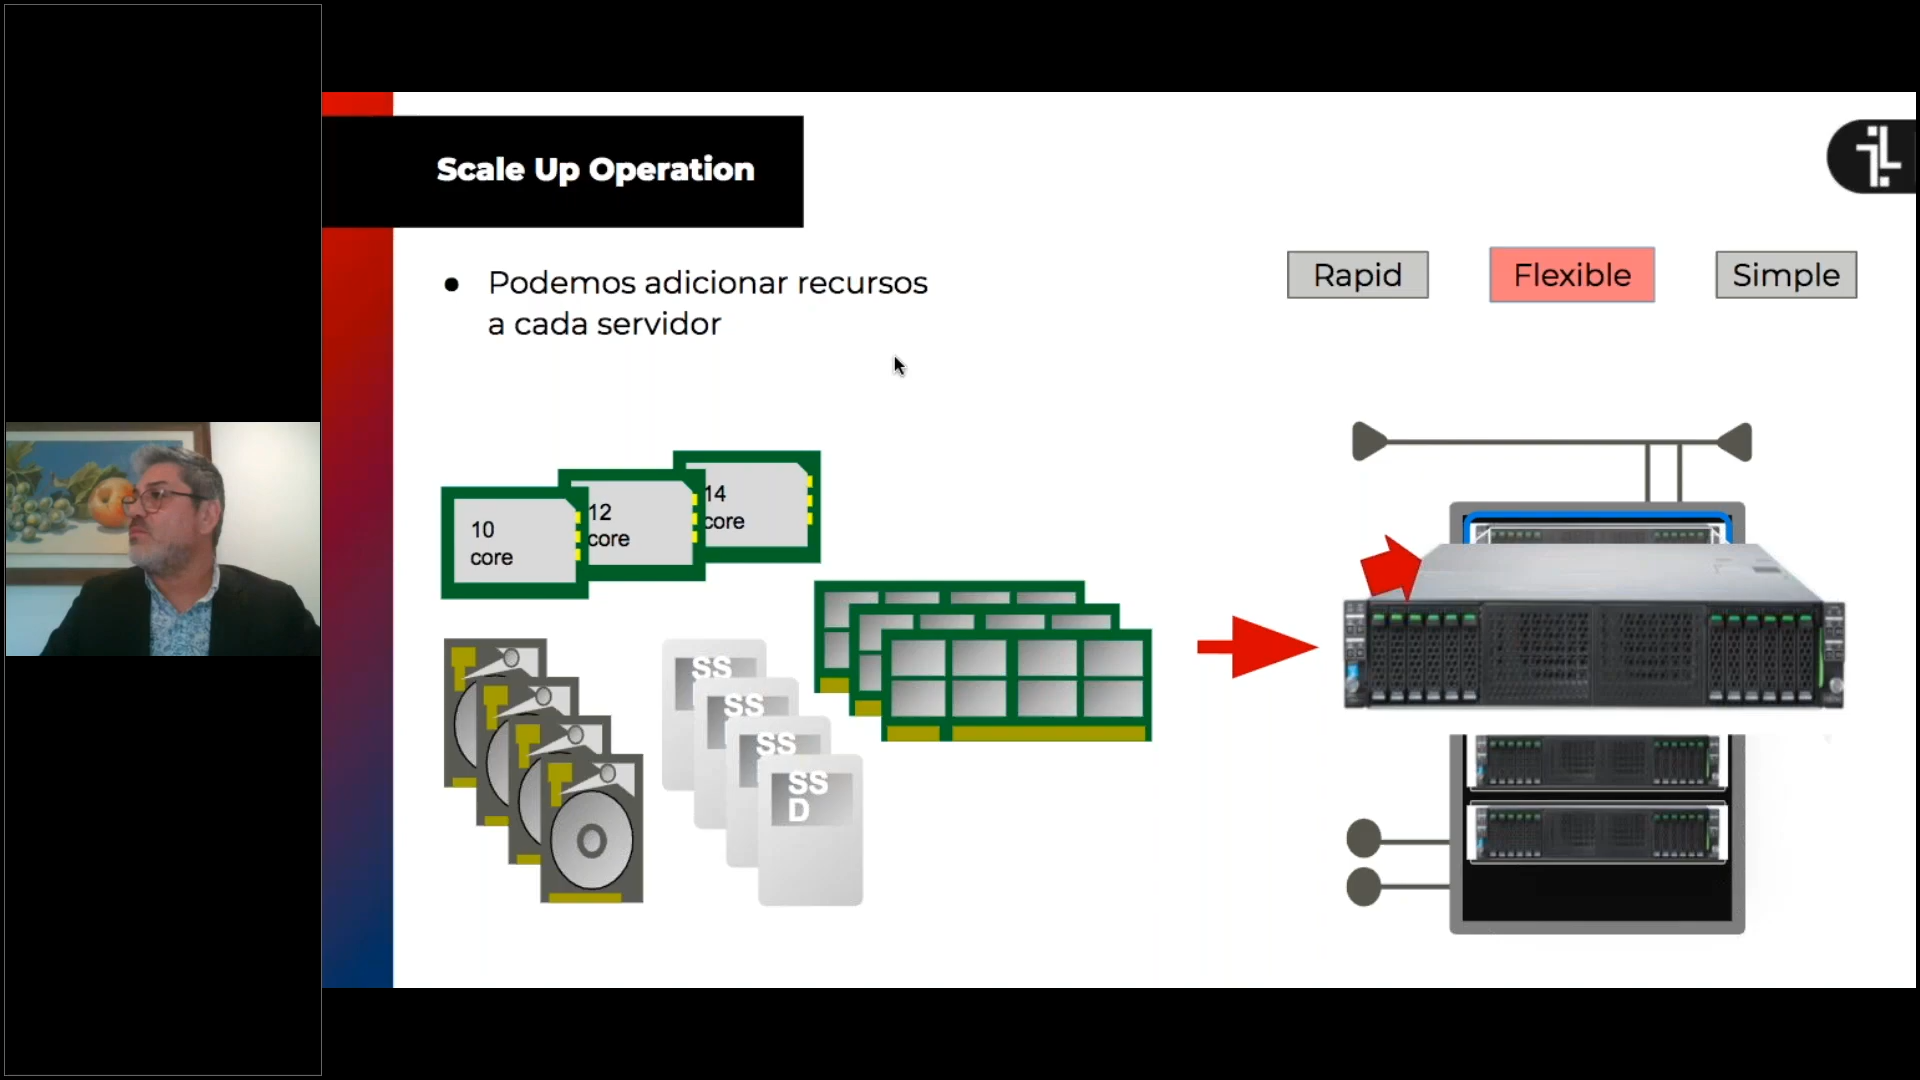 Scale Up Operation
Rapid
Flexible
Simple
● Podemos adicionar recursos
a cada servidor
10
core
12
core
14
core
SS
SS
SS
SS
D